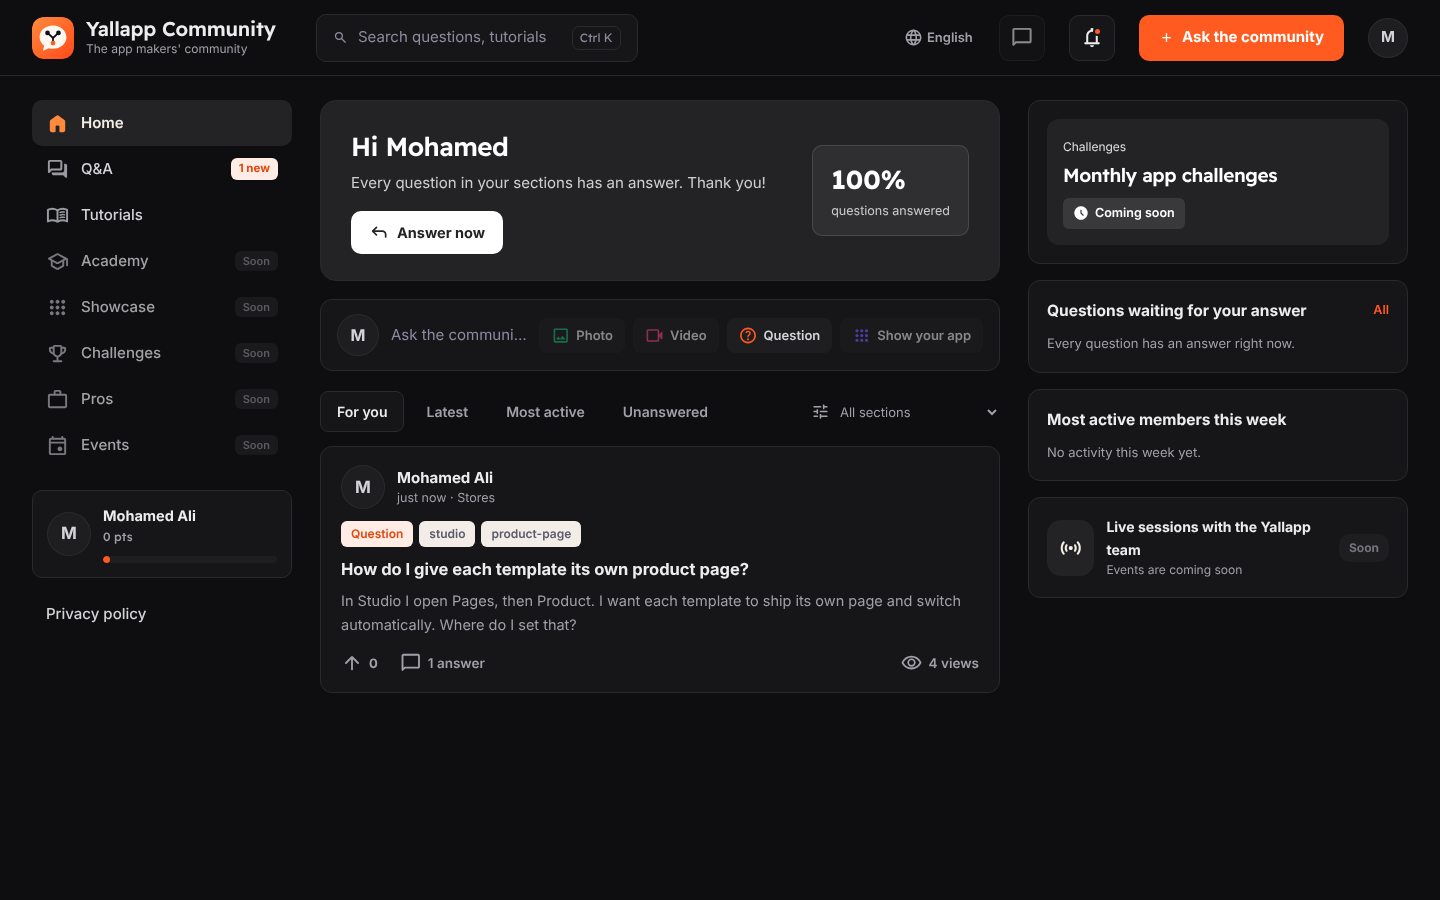 Yallapp Community
The app makers' community
Search questions, tutorials
Ctrl K
English
+ Ask the community
M
Home
Q&A
1 new
Tutorials
Academy
Soon
Showcase
Soon
Challenges
Soon
Pros
Soon
Events
Soon
M
Mohamed Ali
0 pts
Privacy policy
Hi Mohamed
Every question in your sections has an answer. Thank you!
Answer now
100%
questions answered
M
Ask the communi...
Photo
Video
Question
Show your app
For you
Latest
Most active
Unanswered
All sections
M
Mohamed Ali
just now · Stores
Question
studio
product-page
How do I give each template its own product page?
In Studio I open Pages, then Product. I want each template to ship its own page and switch
automatically. Where do I set that?
0
1 answer
4 views
Challenges
Monthly app challenges
Coming soon
Questions waiting for your answer
All
Every question has an answer right now.
Most active members this week
No activity this week yet.
Live sessions with the Yallapp
team
Events are coming soon
Soon